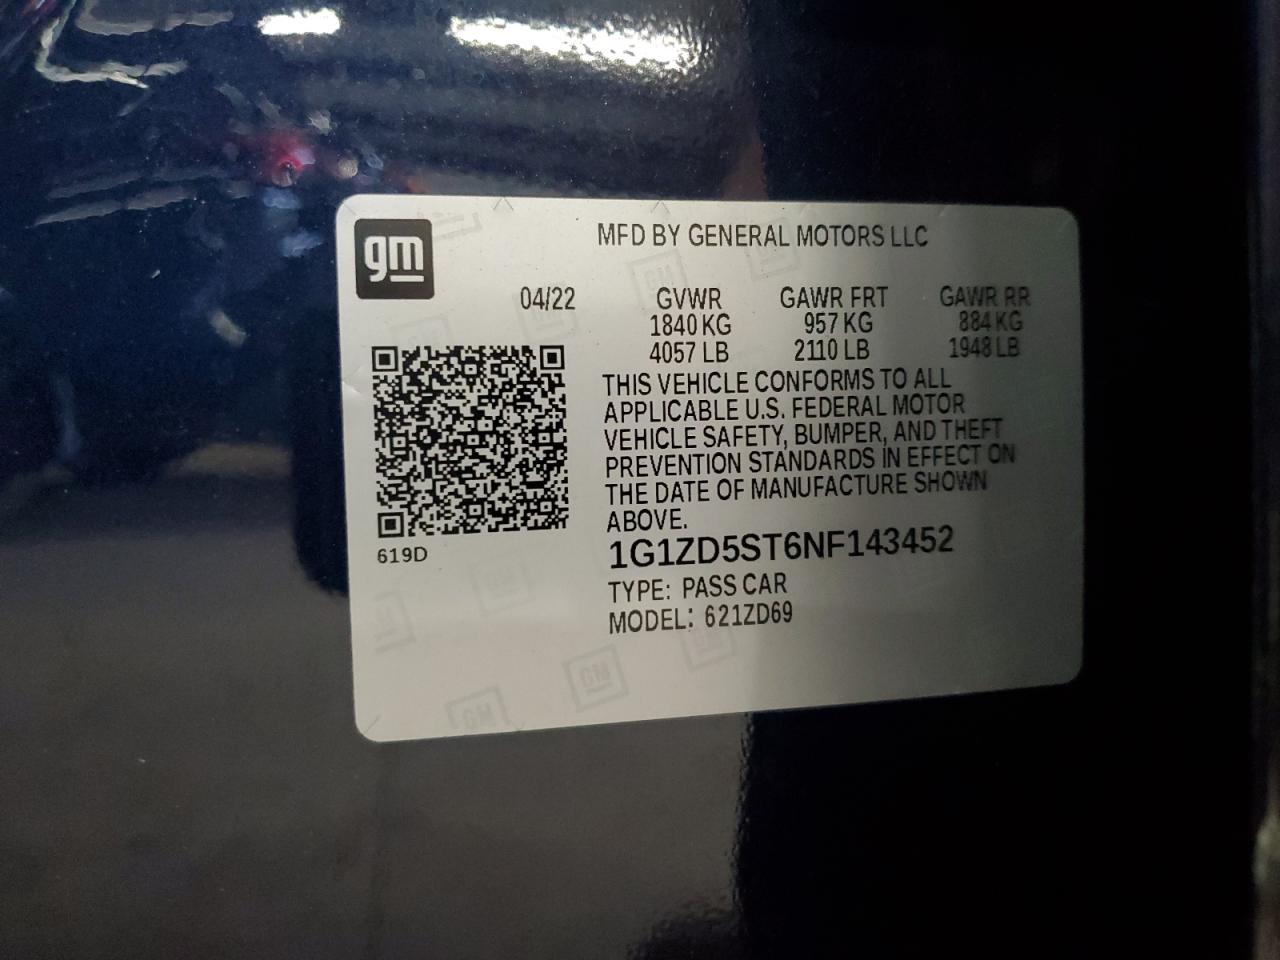 gm
MFD BY GENERAL MOTORS LLC
04/22 GVWR GAWR FRT GAWR RR
1840 KG 957 KG 884 KG
4057 LB 2110 LB 1948 LB
THIS VEHICLE CONFORMS TO ALL
APPLICABLE U.S. FEDERAL MOTOR
VEHICLE SAFETY, BUMPER, AND THEFT
PREVENTION STANDARDS IN EFFECT ON
THE DATE OF MANUFACTURE SHOWN
ABOVE.
619D
1G1ZD5ST6NF143452
TYPE: PASS CAR
MODEL: 621ZD69
GM
GM